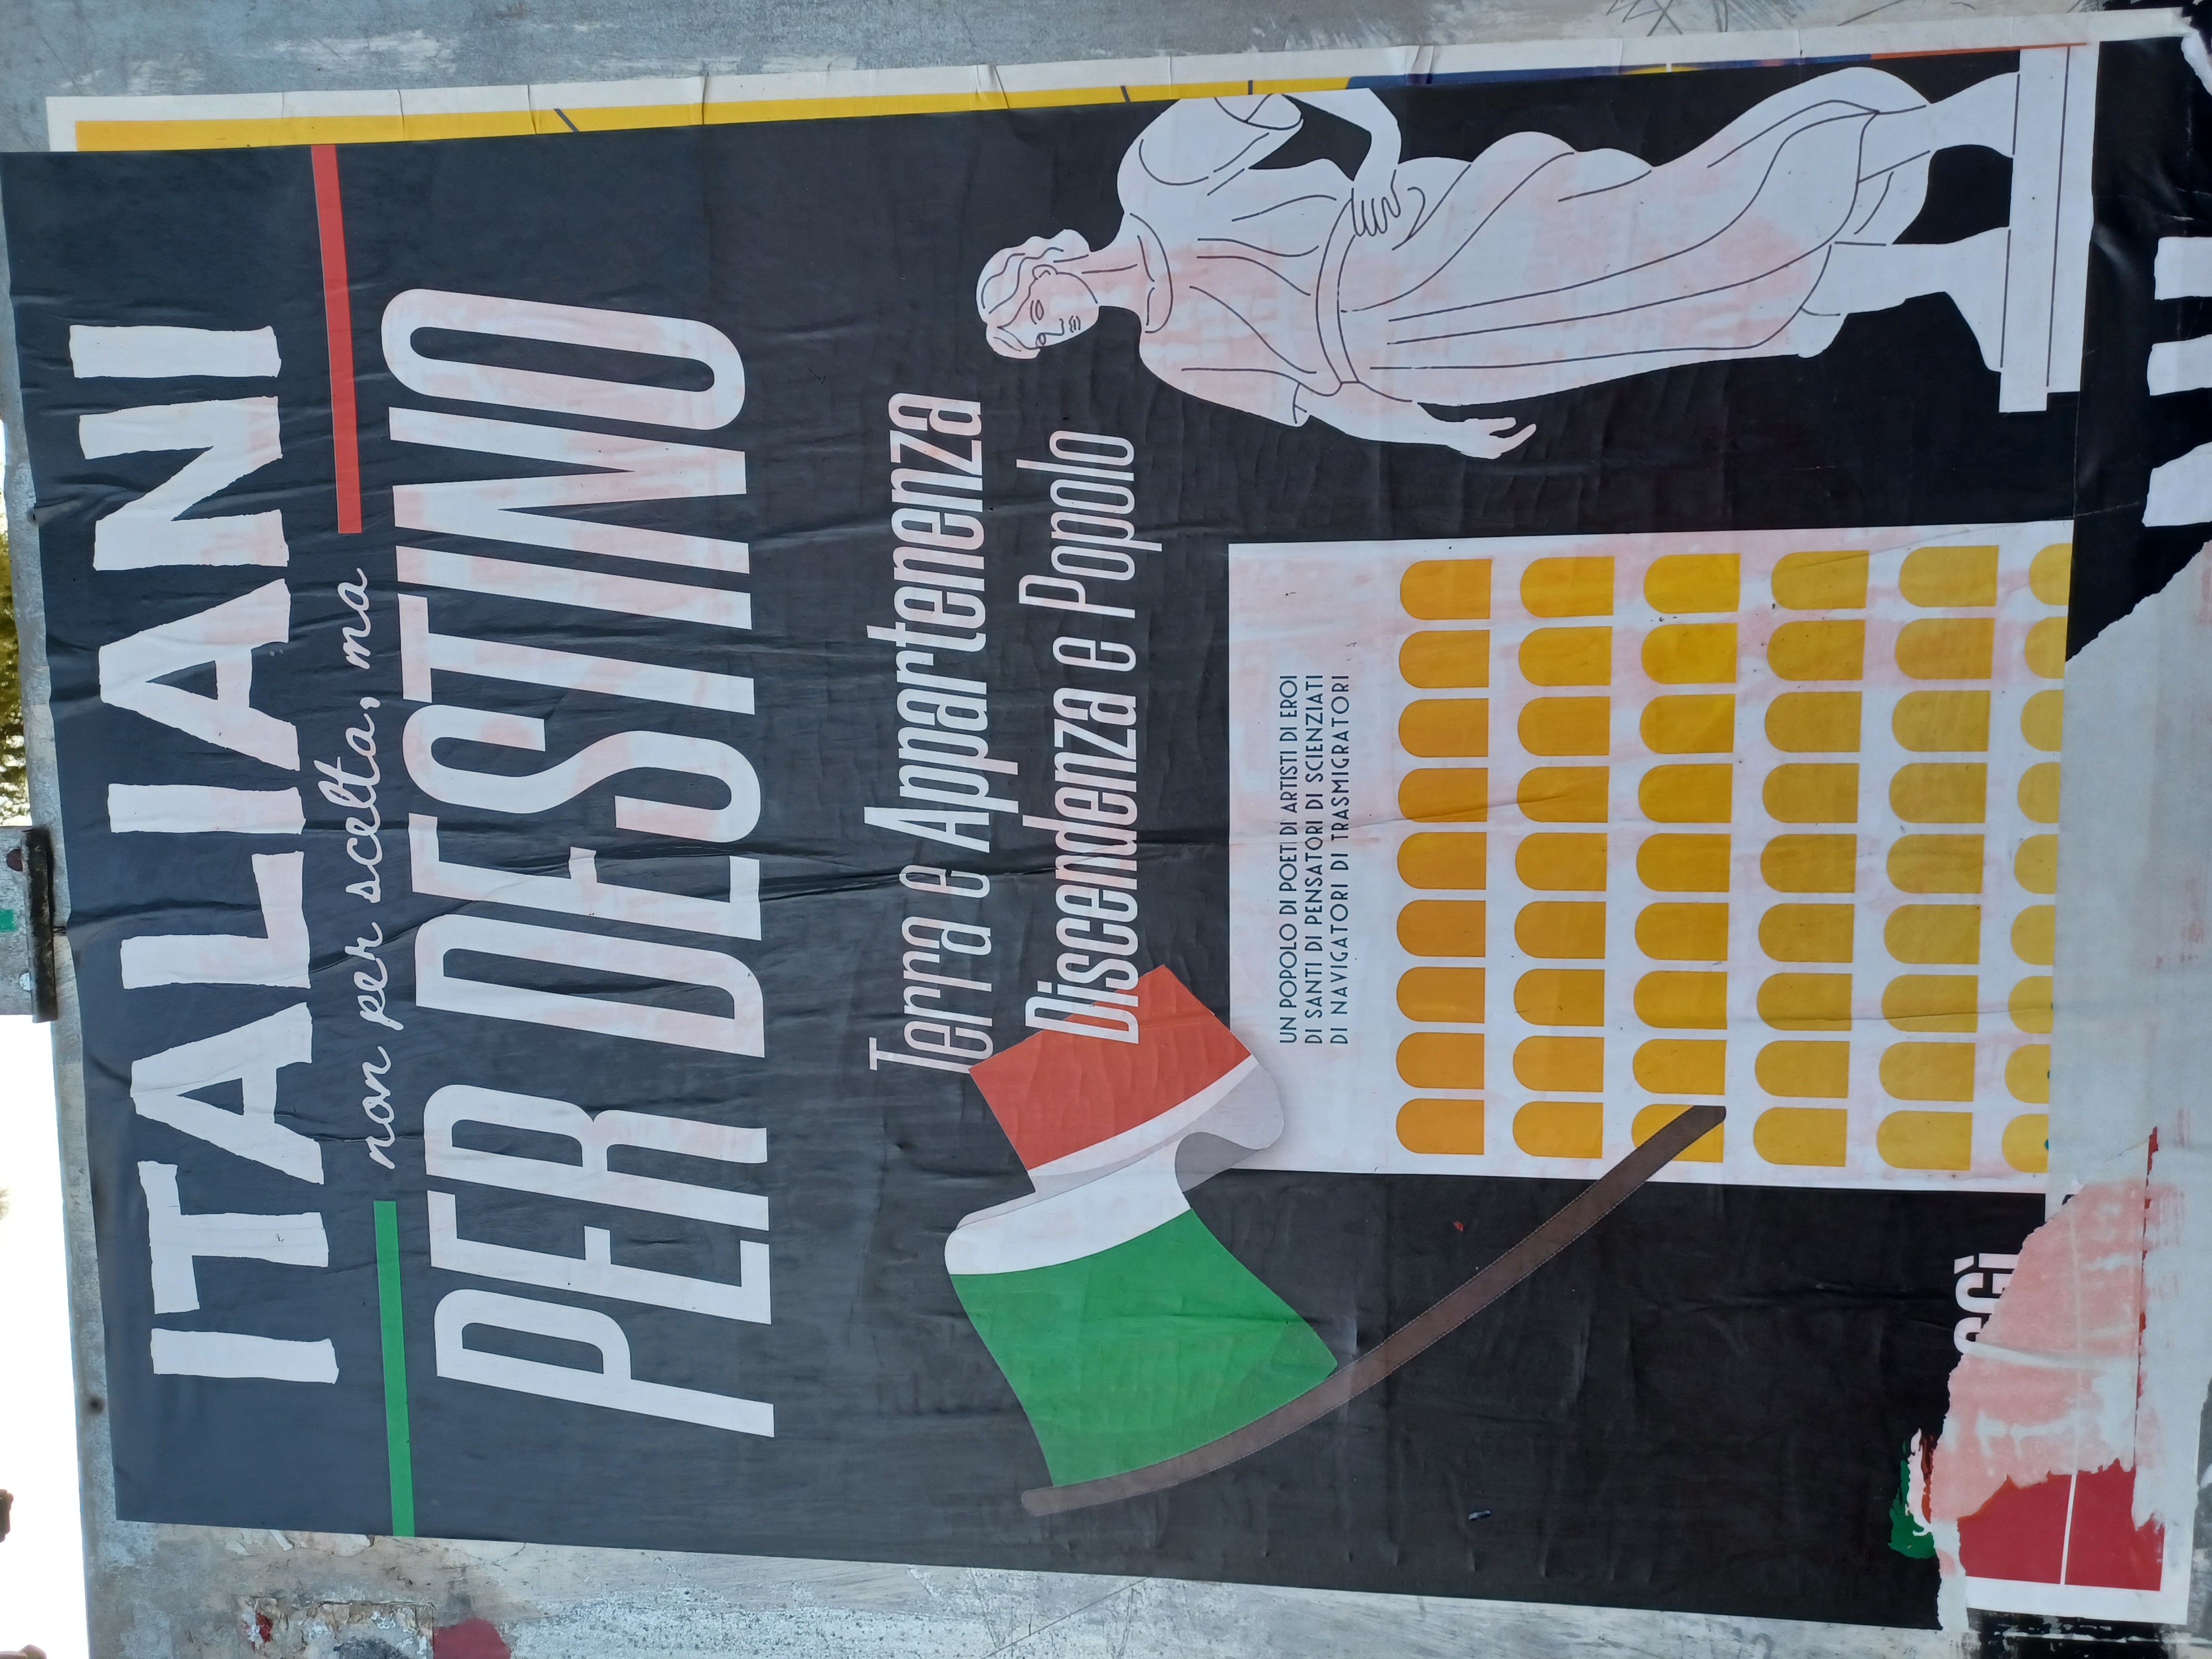 ITALIANI
non per scelta, ma
PER DESTINO
Terra e Appartenenza
Discendenza e Popolo
UN POPOLO DI POETI DI ARTISTI DI EROI
DI SANTI DI PENSATORI DI SCIENZIATI
DI NAVIGATORI DI TRASMIGRATORI